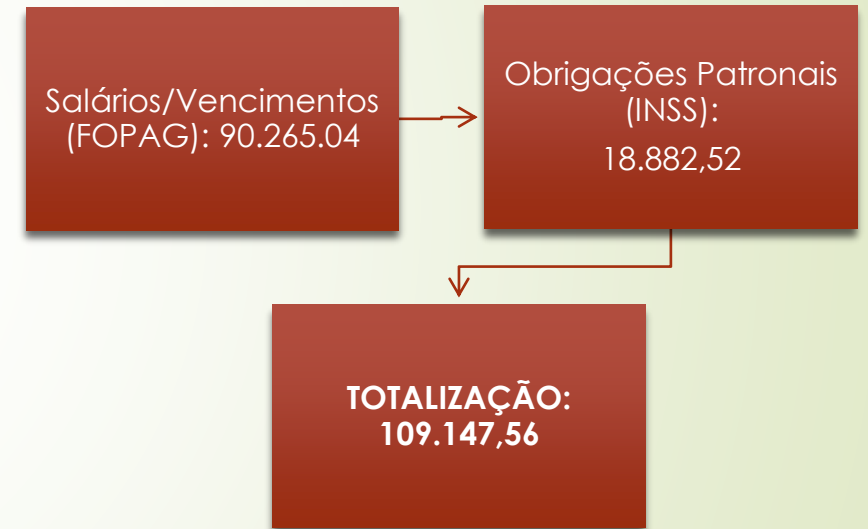 Salários/Vencimentos
(FOPAG): 90.265.04
Obrigações Patronais
(INSS):
18.882,52
TOTALIZAÇÃO:
109.147,56